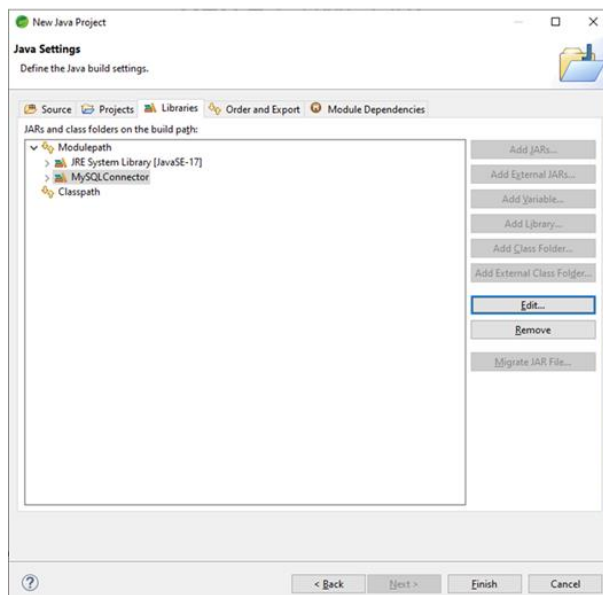 New Java Project
Java Settings
Define the Java build settings.
Source Projects Libraries Order and Export Module Dependencies
JARs and class folders on the build path:
Modulepath
JRE System Library [JavaSE-17]
MySQLConnector
Classpath
Add JARs...
Add External JARs...
Add Variable...
Add Library...
Add Class Folder...
Add External Class Folder...
Edit...
Remove
Migrate JAR File...
?
< Back Next > Finish Cancel